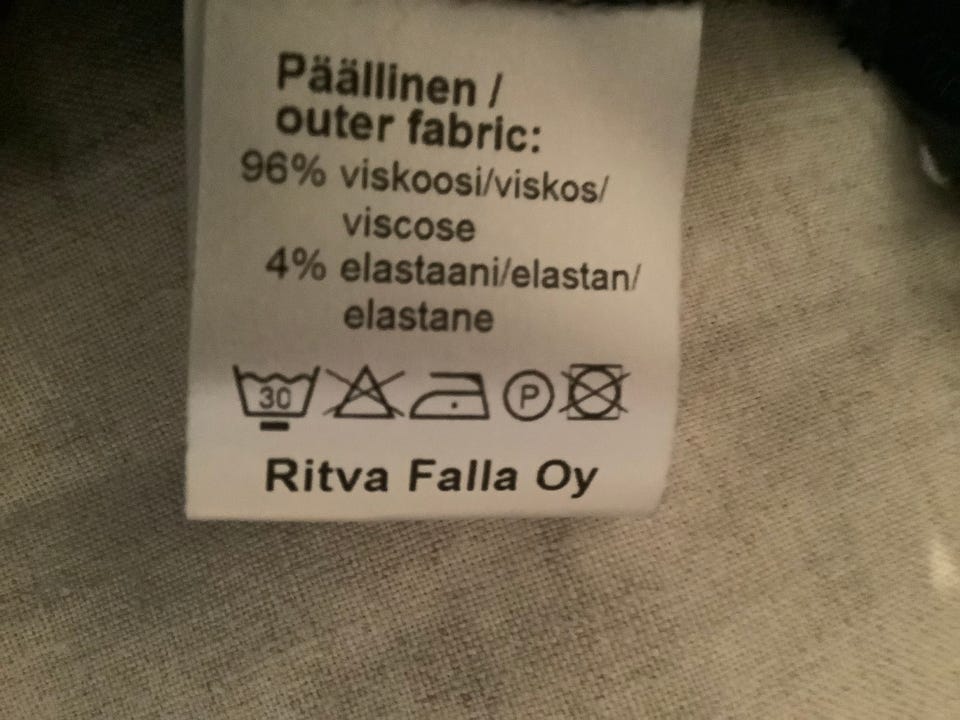 Päällinen /
outer fabric:
96% viskoosi/viskos/
viscose
4% elastaani/elastan/
elastane
30 P
Ritva Falla Oy